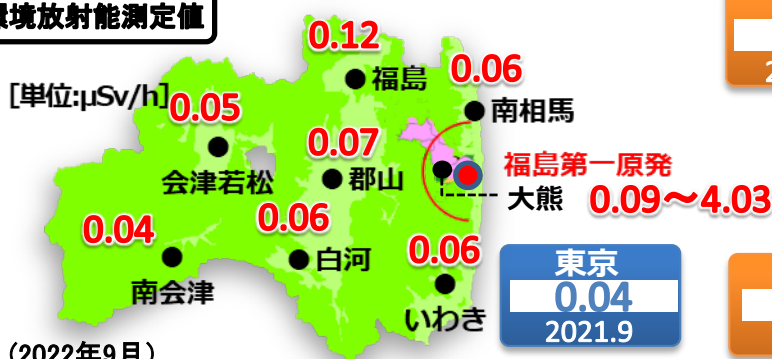 環境放射能測定値
[単位:μSv/h]
0.12
福島
0.06
南相馬
0.05
会津若松
0.07
郡山
福島第一原発
大熊
0.09〜4.03
0.04
南会津
0.06
白河
0.06
いわき
東京
0.04
2021.9
2
(2022年9月)